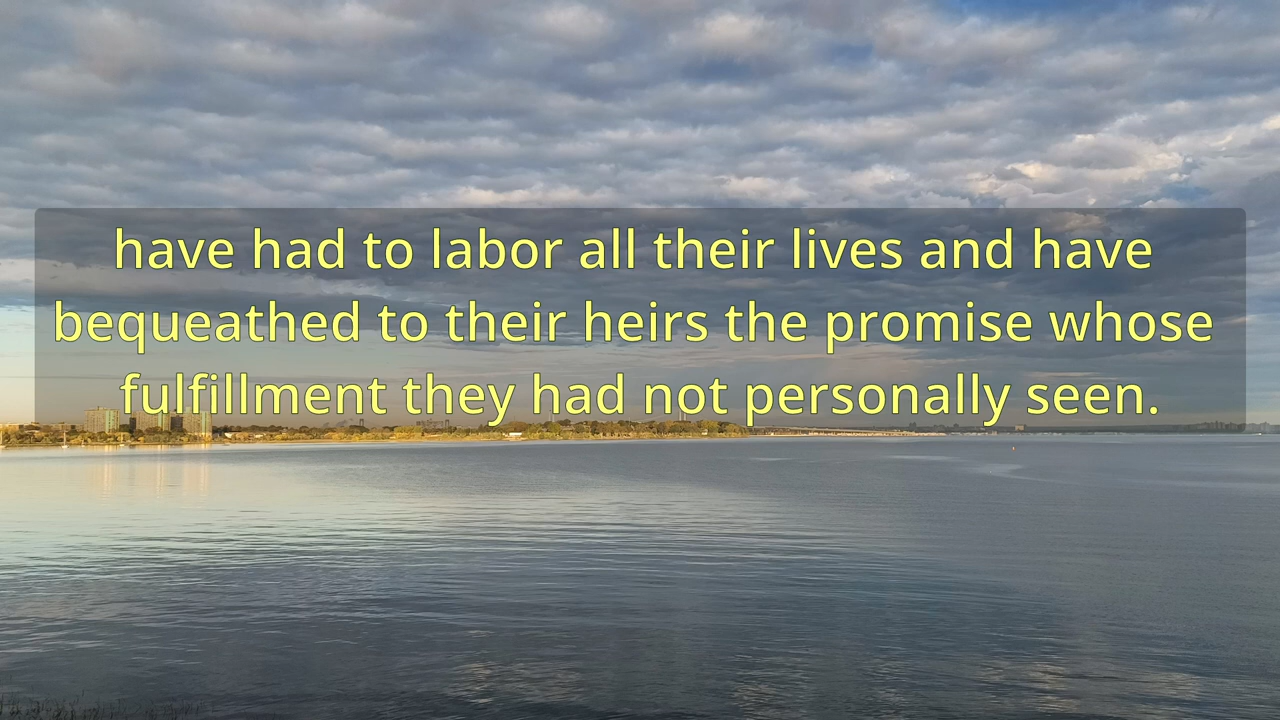 have had to labor all their lives and have
bequeathed to their heirs the promise whose
fulfillment they had not personally seen.